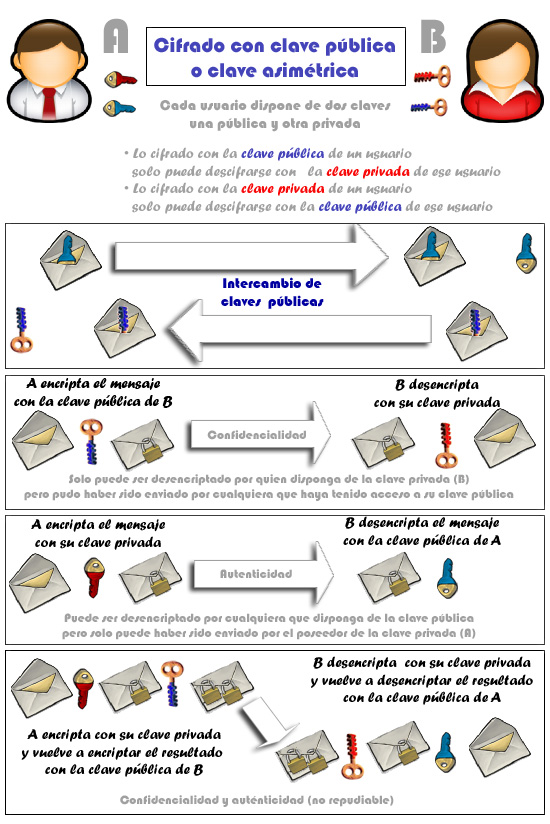 A
B
Cifrado con clave pública
o clave asimétrica
Cada usuario dispone de dos claves
una pública y otra privada
• Lo cifrado con la clave pública de un usuario
solo puede descifrarse con la clave privada de ese usuario
• Lo cifrado con la clave privada de un usuario
solo puede descifrarse con la clave pública de ese usuario
Intercambio de
claves públicas
A encripta el mensaje
con la clave pública de B
B desencripta
con su clave privada
Confidencialidad
Solo puede ser desencriptado por quien disponga de la clave privada (B)
pero pudo haber sido enviado por cualquiera que haya tenido acceso a su clave pública
A encripta el mensaje
con su clave privada
B desencripta el mensaje
con la clave pública de A
Autenticidad
Puede ser desencriptado por cualquiera que disponga de la clave pública
pero solo puede haber sido enviado por el poseedor de la clave privada (A)
B desencripta con su clave privada
y vuelve a desencriptar el resultado
con la clave pública de A
A encripta con su clave privada
y vuelve a encriptar el resultado
con la clave pública de B
Confidencialidad y auténticidad (no repudiable)